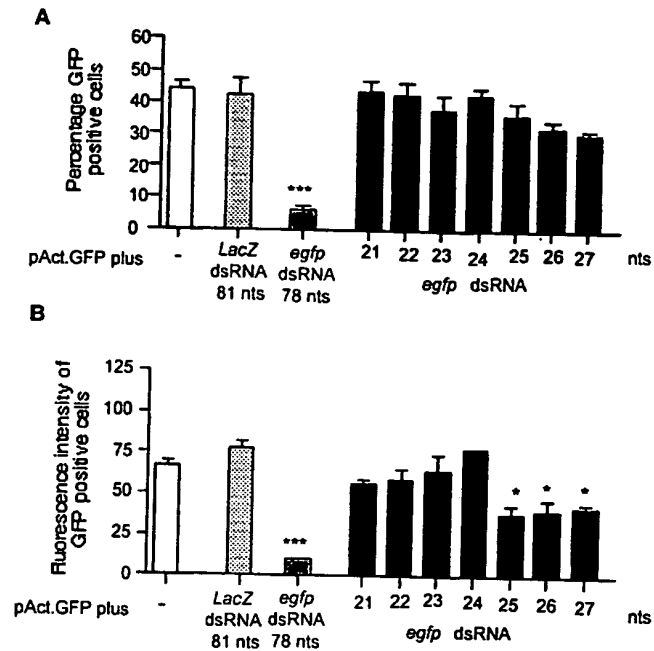 A
Percentage GFP
positive cells
60
50
40
30
20
10
0
***
pAct.GFP plus
-
LacZ
dsRNA
81 nts
egfp
dsRNA
78 nts
21 22 23 24 25 26 27 nts
egfp dsRNA
B
Fluorescence intensity of
GFP positive cells
125
100
75
50
25
0
***
* * *
pAct.GFP plus
-
LacZ
dsRNA
81 nts
egfp
dsRNA
78 nts
21 22 23 24 25 26 27 nts
egfp dsRNA